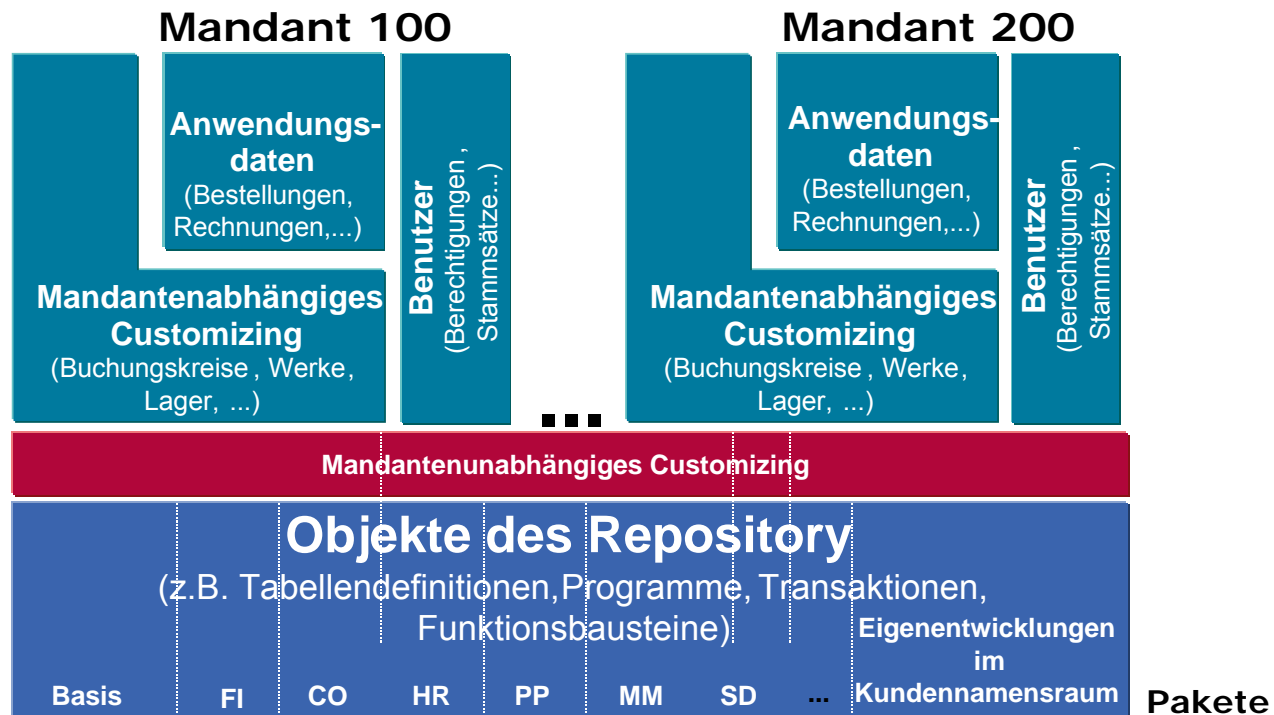 Mandant 100
Mandant 200
Anwendungs-
daten
(Bestellungen,
Rechnungen,...)
Benutzer
(Berechtigungen ,
Stammsätze...)
Mandantenabhängiges
Customizing
(Buchungskreise , Werke,
Lager, ...)
...
Anwendungs-
daten
(Bestellungen,
Rechnungen,...)
Benutzer
(Berechtigungen ,
Stammsätze...)
Mandantenabhängiges
Customizing
(Buchungskreise , Werke,
Lager, ...)
Mandantenunabhängiges Customizing
Objekte des Repository
(z.B. Tabellendefinitionen, Programme, Transaktionen,
Funktionsbausteine)
Basis
FI
CO
HR
PP
MM
SD
...
Eigenentwicklungen
im
Kundennamensraum
Pakete